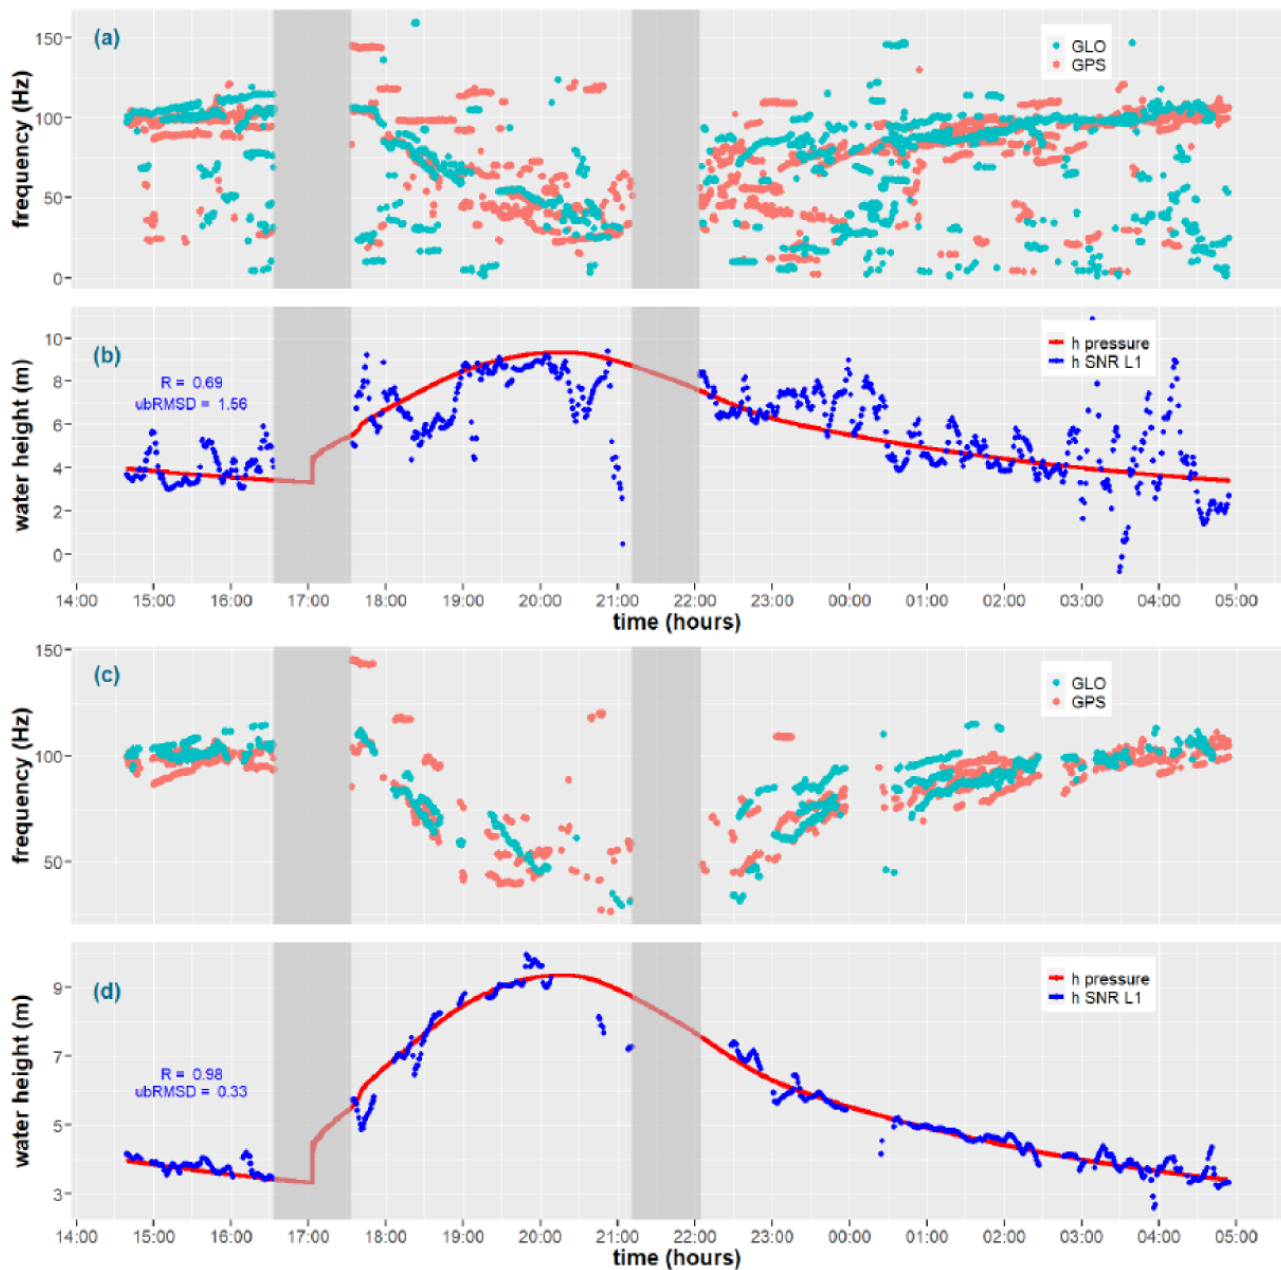 (a)
GLO
GPS
frequency (Hz)
150
100
50
0
(b)
h pressure
h SNR L1
R = 0.69
ubRMSD = 1.56
water height (m)
10
8
6
4
2
0
14:00 15:00 16:00 17:00 18:00 19:00 20:00 21:00 22:00 23:00 00:00 01:00 02:00 03:00 04:00 05:00
time (hours)
(c)
GLO
GPS
frequency (Hz)
150
100
50
(d)
h pressure
h SNR L1
R = 0.98
ubRMSD = 0.33
water height (m)
9
7
5
3
14:00 15:00 16:00 17:00 18:00 19:00 20:00 21:00 22:00 23:00 00:00 01:00 02:00 03:00 04:00 05:00
time (hours)